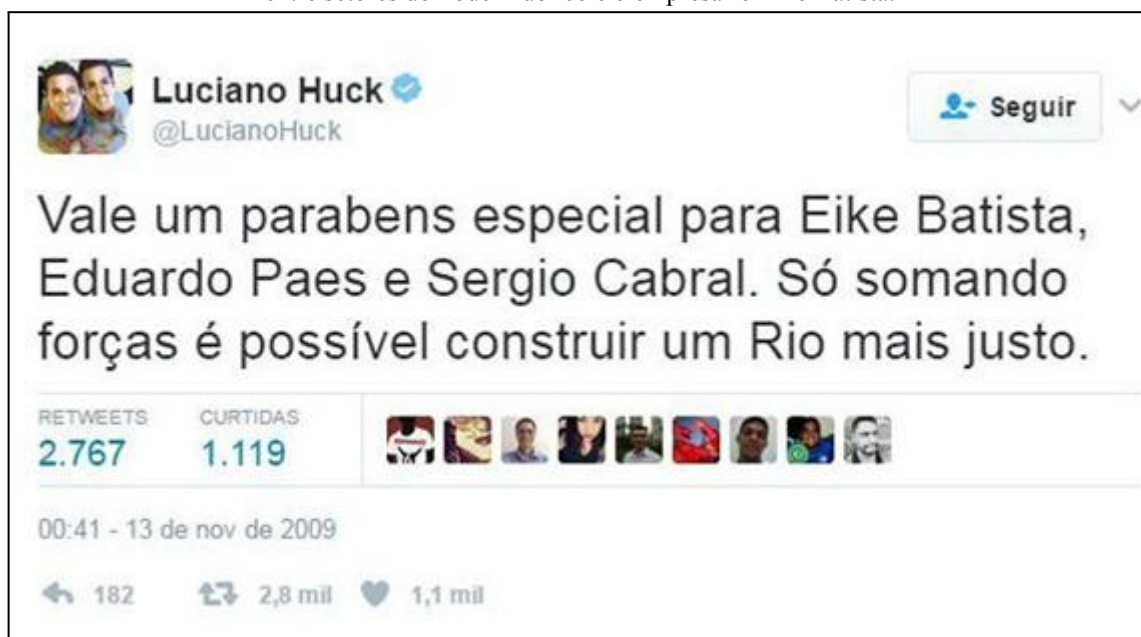 Luciano Huck
@LucianoHuck
Seguir
Vale um parabens especial para Eike Batista,
Eduardo Paes e Sergio Cabral. Só somando
forças é possível construir um Rio mais justo.
RETWEETS CURTIDAS
2.767 1.119
00:41 - 13 de nov de 2009
182 2,8 mil 1,1 mil